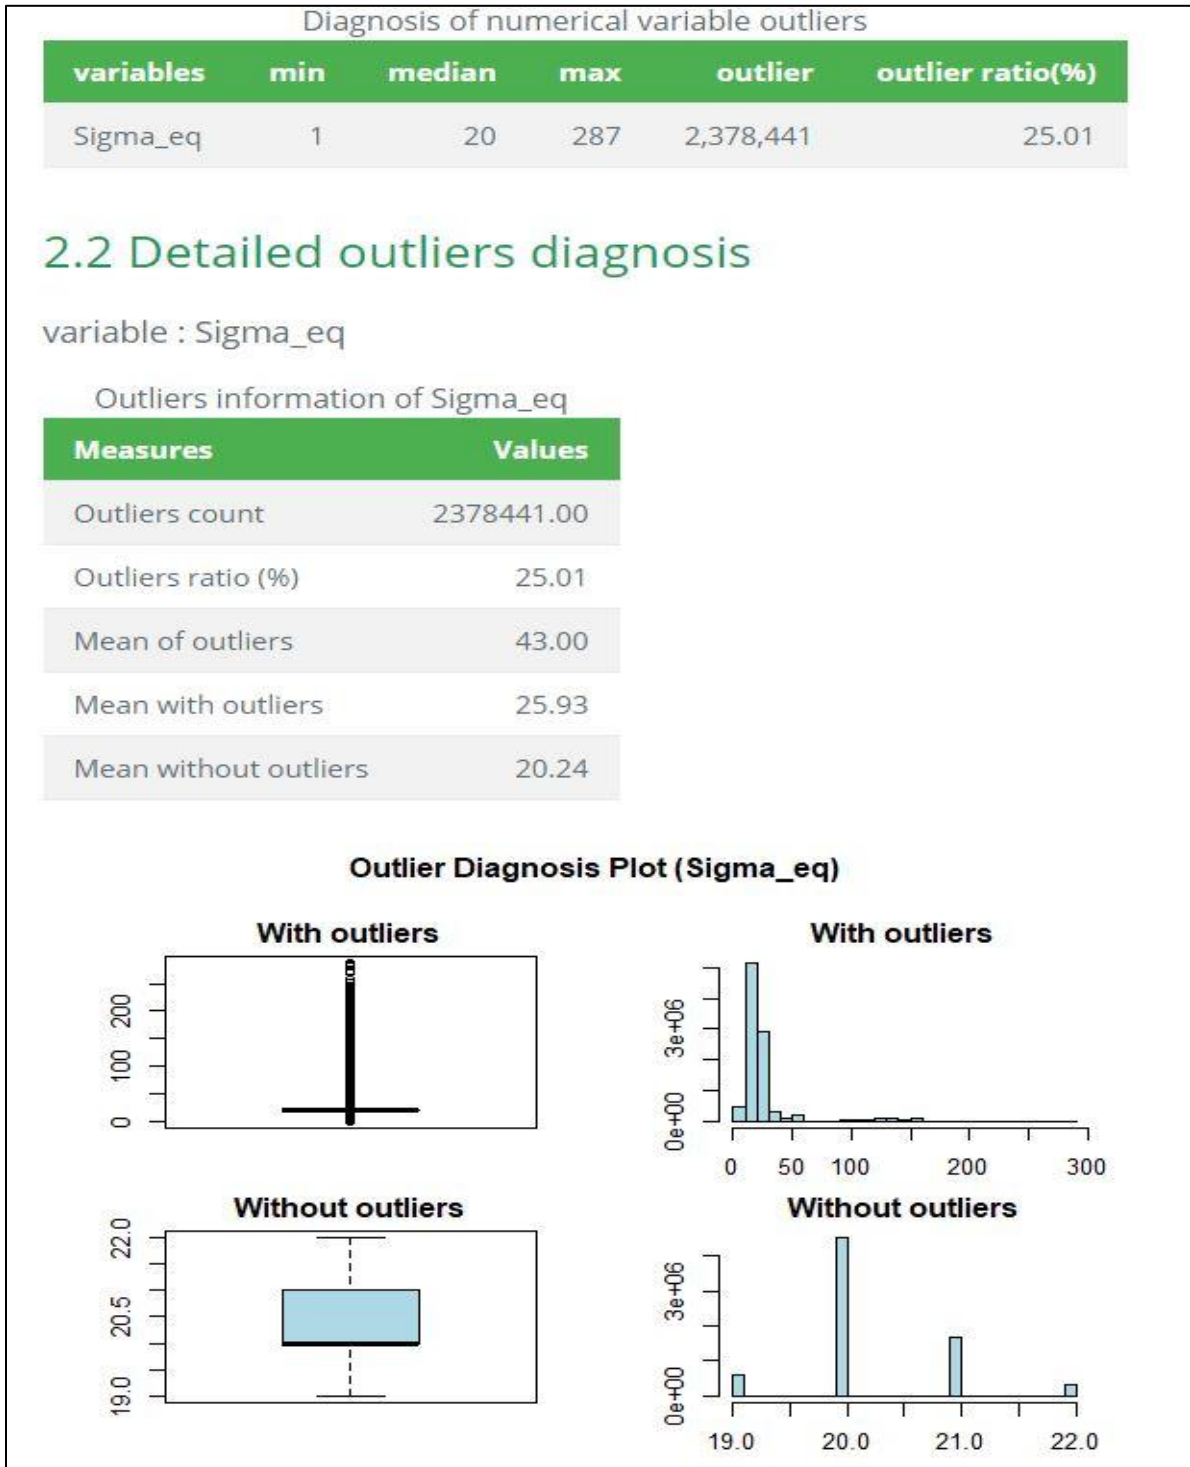 Diagnosis of numerical variable outliers
variables min median max outlier outlier ratio(%)
Sigma_eq 1 20 287 2,378,441 25.01
2.2 Detailed outliers diagnosis
variable : Sigma_eq
Outliers information of Sigma_eq
Measures Values
Outliers count 2378441.00
Outliers ratio (%) 25.01
Mean of outliers 43.00
Mean with outliers 25.93
Mean without outliers 20.24
Outlier Diagnosis Plot (Sigma_eq)
With outliers
200
100
0
With outliers
3e+06
0e+00
0 50 100 200 300
Without outliers
22.0
20.5
19.0
Without outliers
3e+06
0e+00
19.0 20.0 21.0 22.0